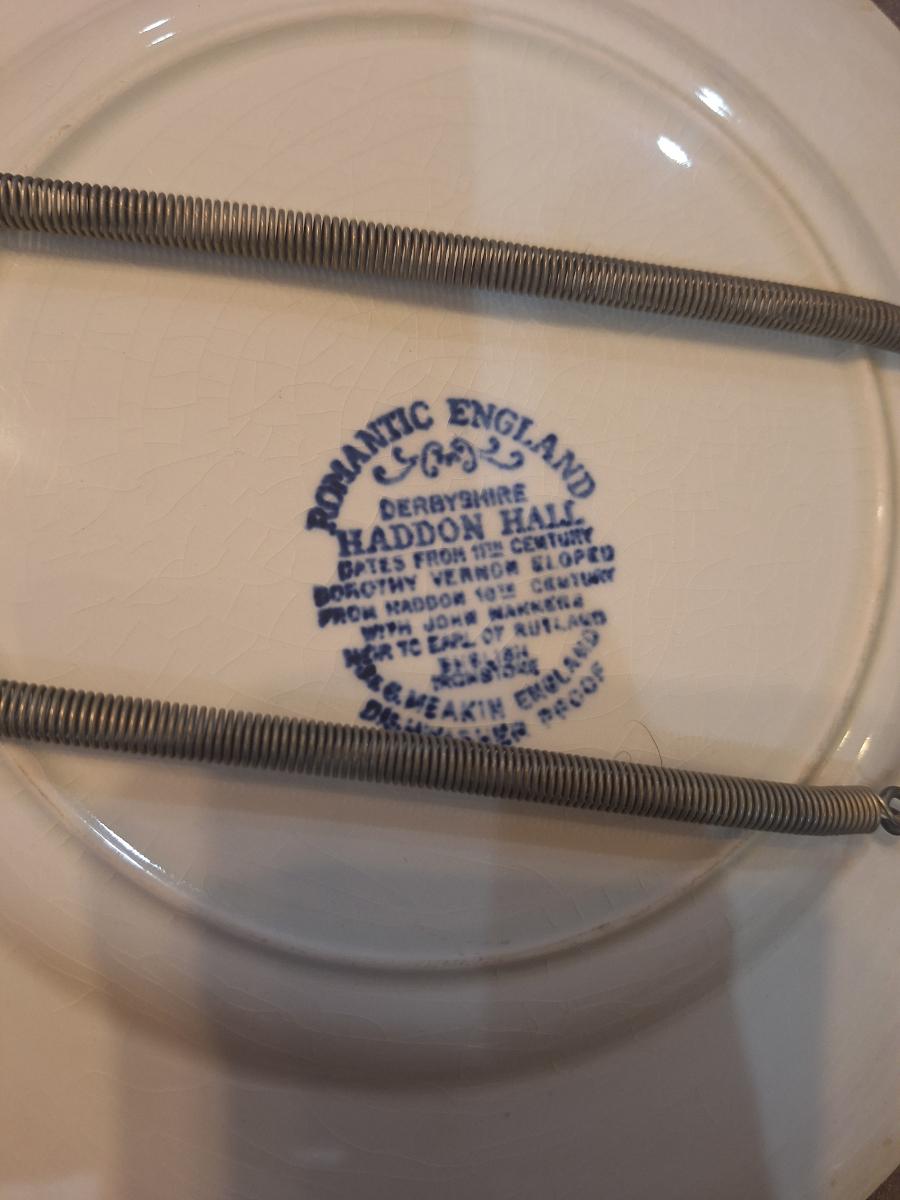 ROMANTIC ENGLAND
DERBYSHIRE
HADDON HALL
DATES FROM 11TH CENTURY
DOROTHY VERNON ELOPED
FROM HADDON 16TH CENTURY
WITH JOHN MANNERS
HEIR TO EARL OF RUTLAND
ENGLISH
IRONSTONE
J. & G. MEAKIN ENGLAND
PROOF